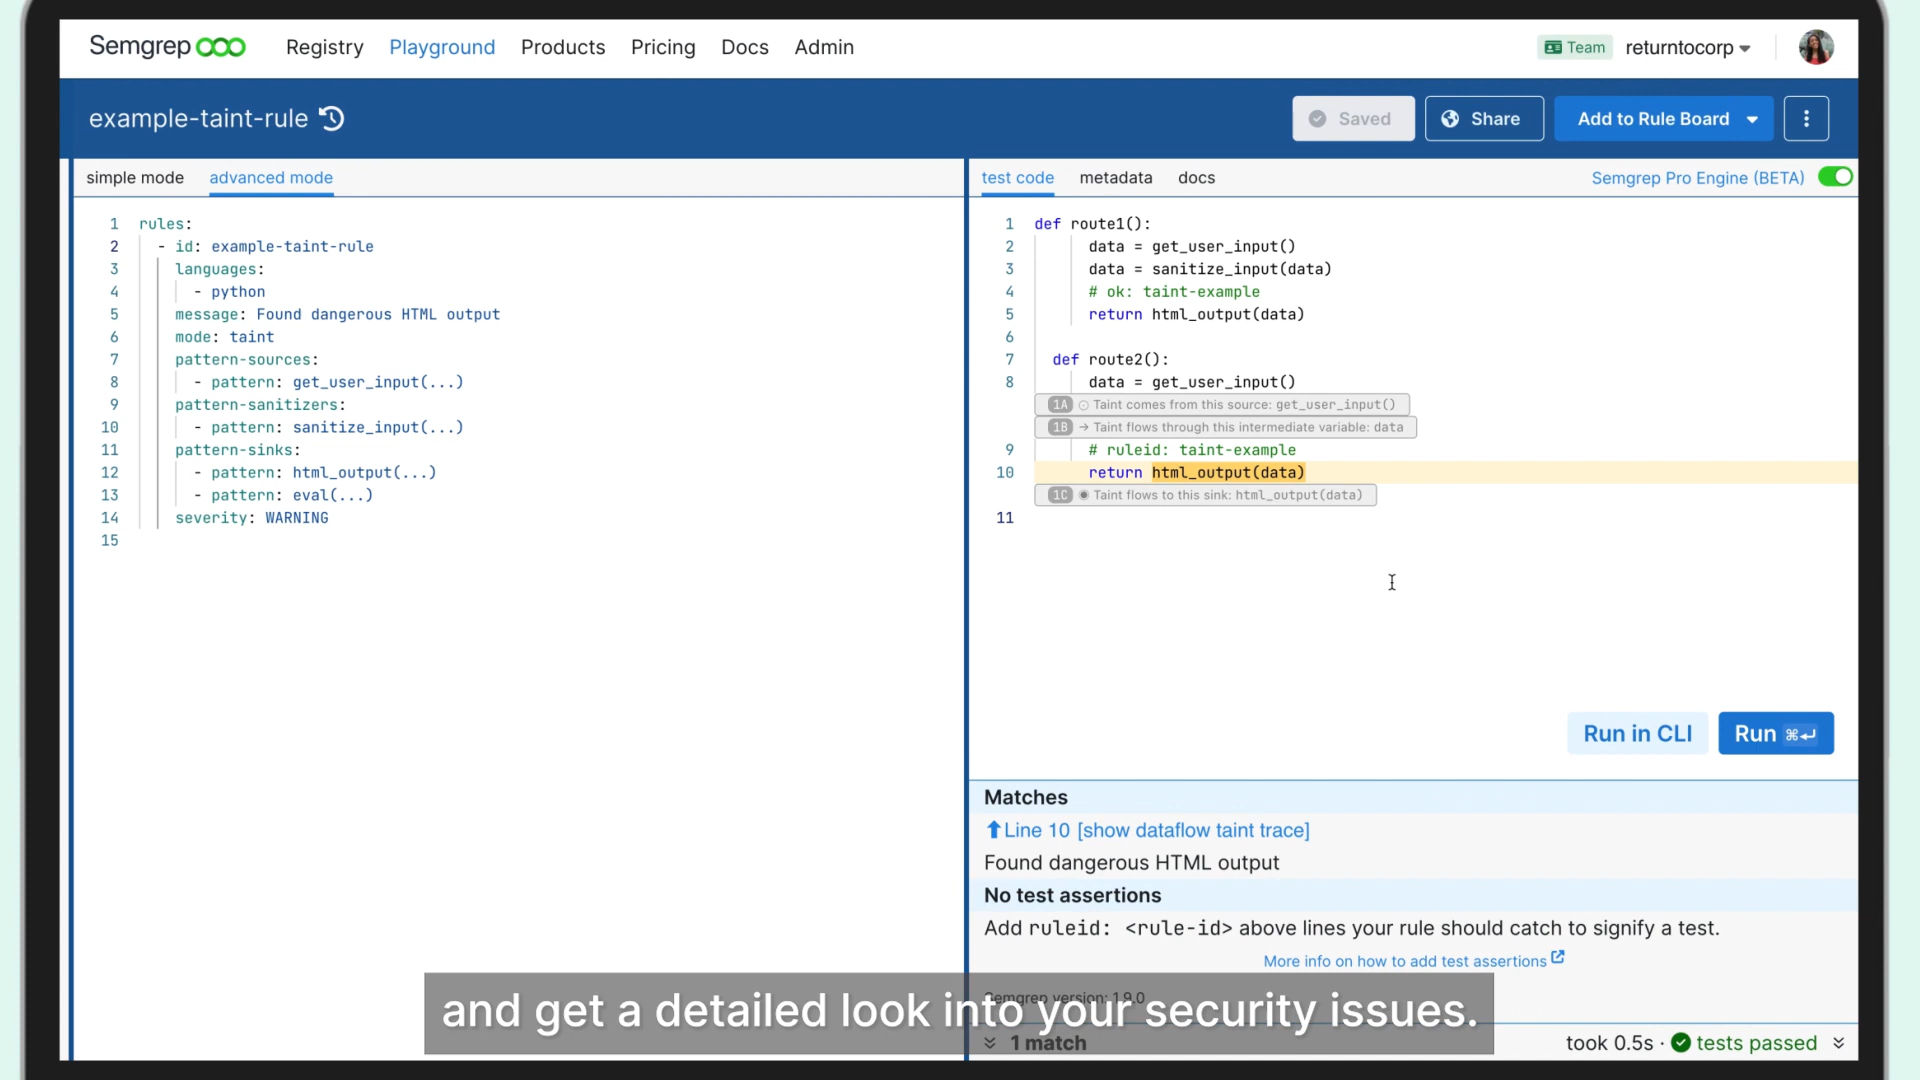 Semgrep
Registry Playground Products Pricing Docs Admin
Team returntocorp
example-taint-rule
Saved Share Add to Rule Board
simple mode advanced mode
1 rules:
2 - id: example-taint-rule
3 languages:
4 - python
5 message: Found dangerous HTML output
6 mode: taint
7 pattern-sources:
8 - pattern: get_user_input(...)
9 pattern-sanitizers:
10 - pattern: sanitize_input(...)
11 pattern-sinks:
12 - pattern: html_output(...)
13 - pattern: eval(...)
14 severity: WARNING
15
test code metadata docs Semgrep Pro Engine (BETA)
1 def route1():
2 data = get_user_input()
3 data = sanitize_input(data)
4 # ok: taint-example
5 return html_output(data)
6
7 def route2():
8 data = get_user_input()
1A Taint comes from this source: get_user_input()
1B → Taint flows through this intermediate variable: data
9 # ruleid: taint-example
10 return html_output(data)
1C Taint flows to this sink: html_output(data)
11
Run in CLI Run ⌘↵
Matches
Line 10 [show dataflow taint trace]
Found dangerous HTML output
No test assertions
Add ruleid: <rule-id> above lines your rule should catch to signify a test.
More info on how to add test assertions
Semgrep version: 1.9.0
and get a detailed look into your security issues.
1 match took 0.5s · tests passed